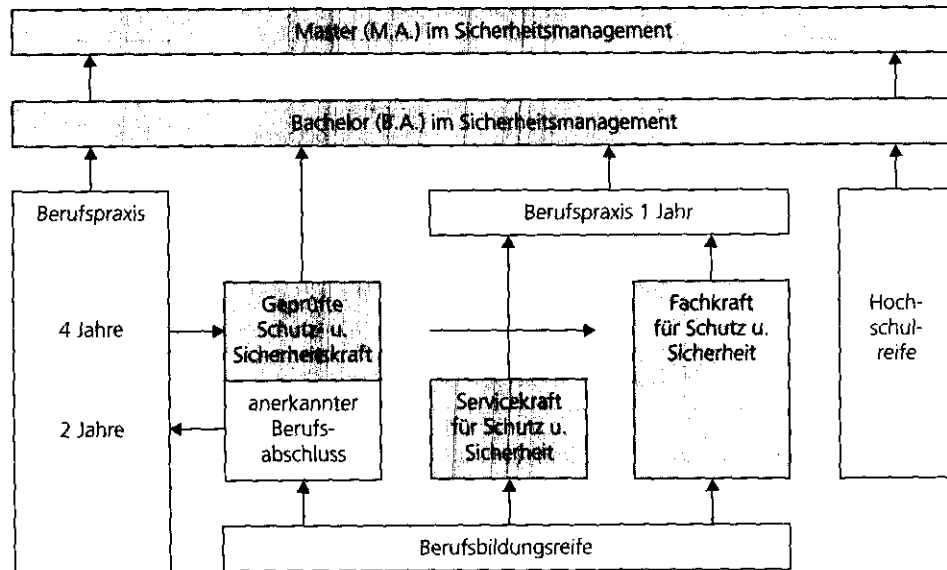 Master (M.A.) im Sicherheitsmanagement
Bachelor (B.A.) im Sicherheitsmanagement
Berufspraxis
4 Jahre
2 Jahre
Geprüfte
Schutz- u.
Sicherheitskraft
anerkannter
Berufs-
abschluss
Berufspraxis 1 Jahr
Servicekraft
für Schutz u.
Sicherheit
Fachkraft
für Schutz u.
Sicherheit
Hoch-
schul-
reife
Berufsbildungsreife